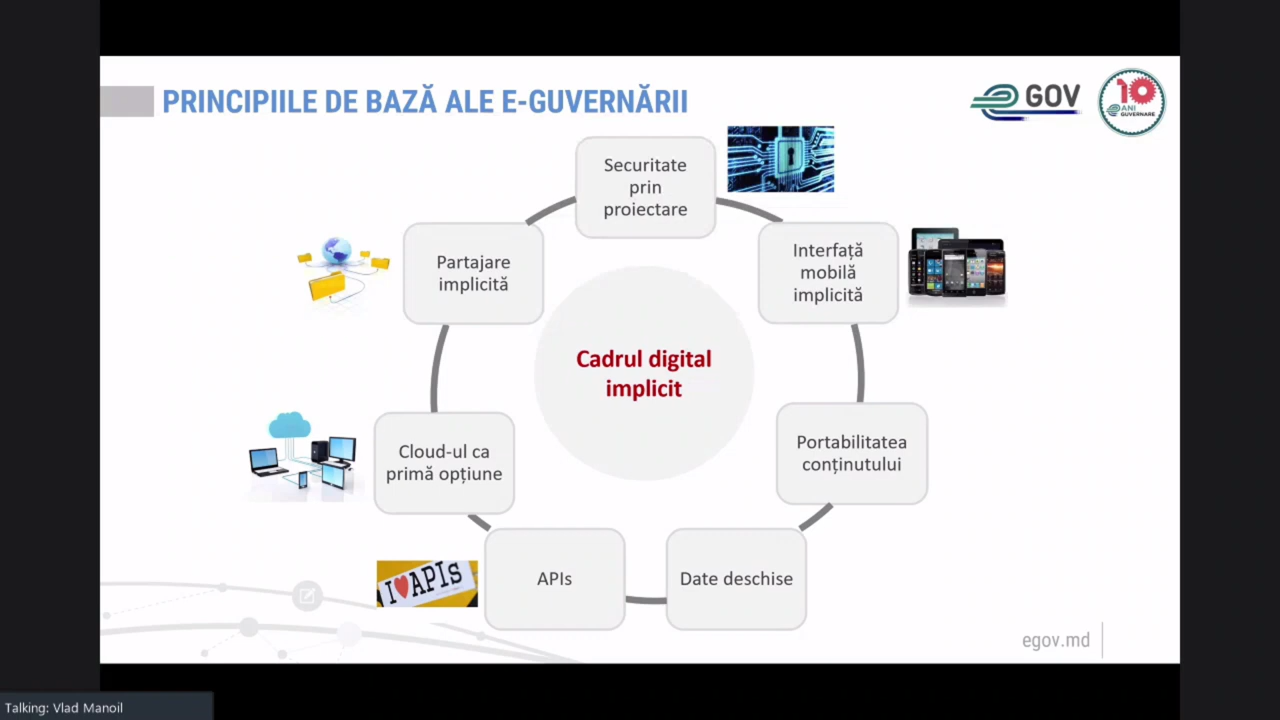 PRINCIPIILE DE BAZĂ ALE E-GUVERNĂRII
GOV
10
ANI
GUVERNARE
Securitate
prin
proiectare
Interfață
mobilă
implicită
Portabilitatea
conținutului
Date deschise
APIs
I ❤ APIs
Cloud-ul ca
primă opțiune
Partajare
implicită
Cadrul digital
implicit
egov.md
Talking: Vlad Manoil